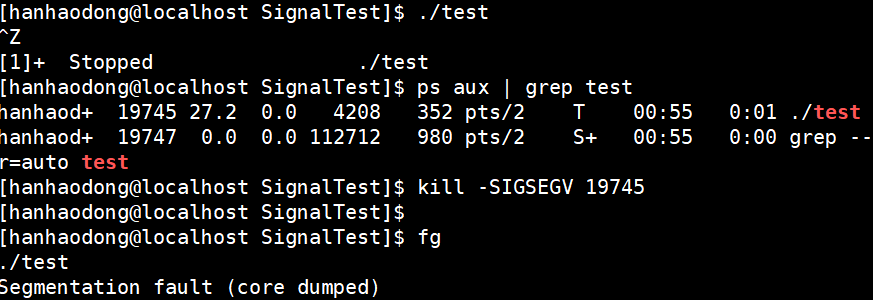 [hanhaodong@localhost SignalTest]$ ./test
^Z
[1]+  Stopped                 ./test
[hanhaodong@localhost SignalTest]$ ps aux | grep test
hanhaod+  19745 27.2  0.0   4208   352 pts/2    T    00:55   0:01 ./test
hanhaod+  19747  0.0  0.0 112712   980 pts/2    S+   00:55   0:00 grep --
r=auto test
[hanhaodong@localhost SignalTest]$ kill -SIGSEGV 19745
[hanhaodong@localhost SignalTest]$
[hanhaodong@localhost SignalTest]$ fg
./test
Segmentation fault (core dumped)